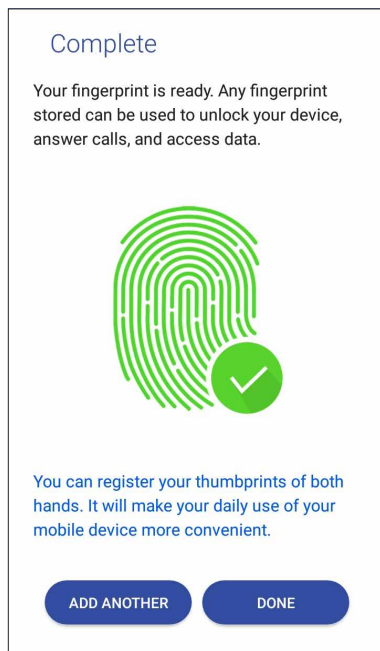 Complete
Your fingerprint is ready. Any fingerprint
stored can be used to unlock your device,
answer calls, and access data.
You can register your thumbprints of both
hands. It will make your daily use of your
mobile device more convenient.
ADD ANOTHER
DONE